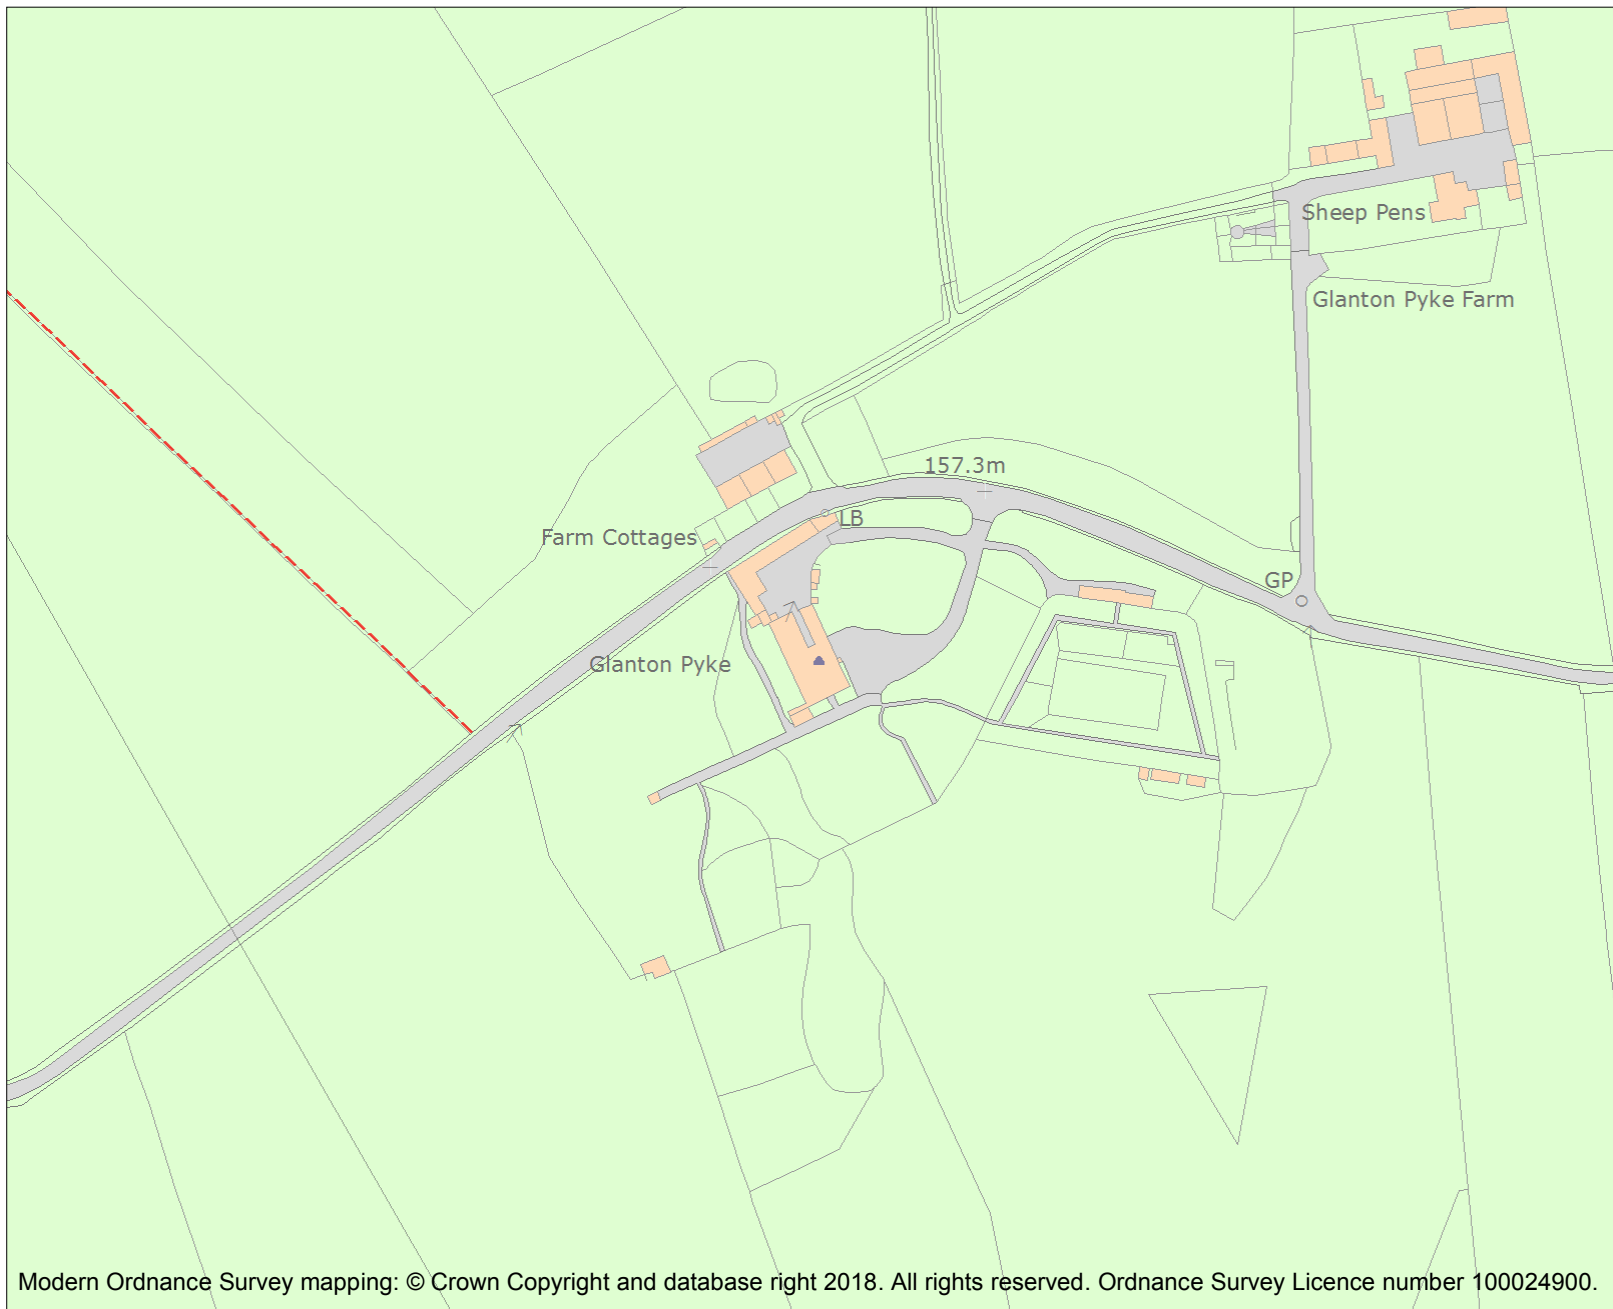 Sheep Pens
Glanton Pyke Farm
157.3m
LB
Farm Cottages
GP
Glanton Pyke
Modern Ordnance Survey mapping: © Crown Copyright and database right 2018. All rights reserved. Ordnance Survey Licence number 100024900.